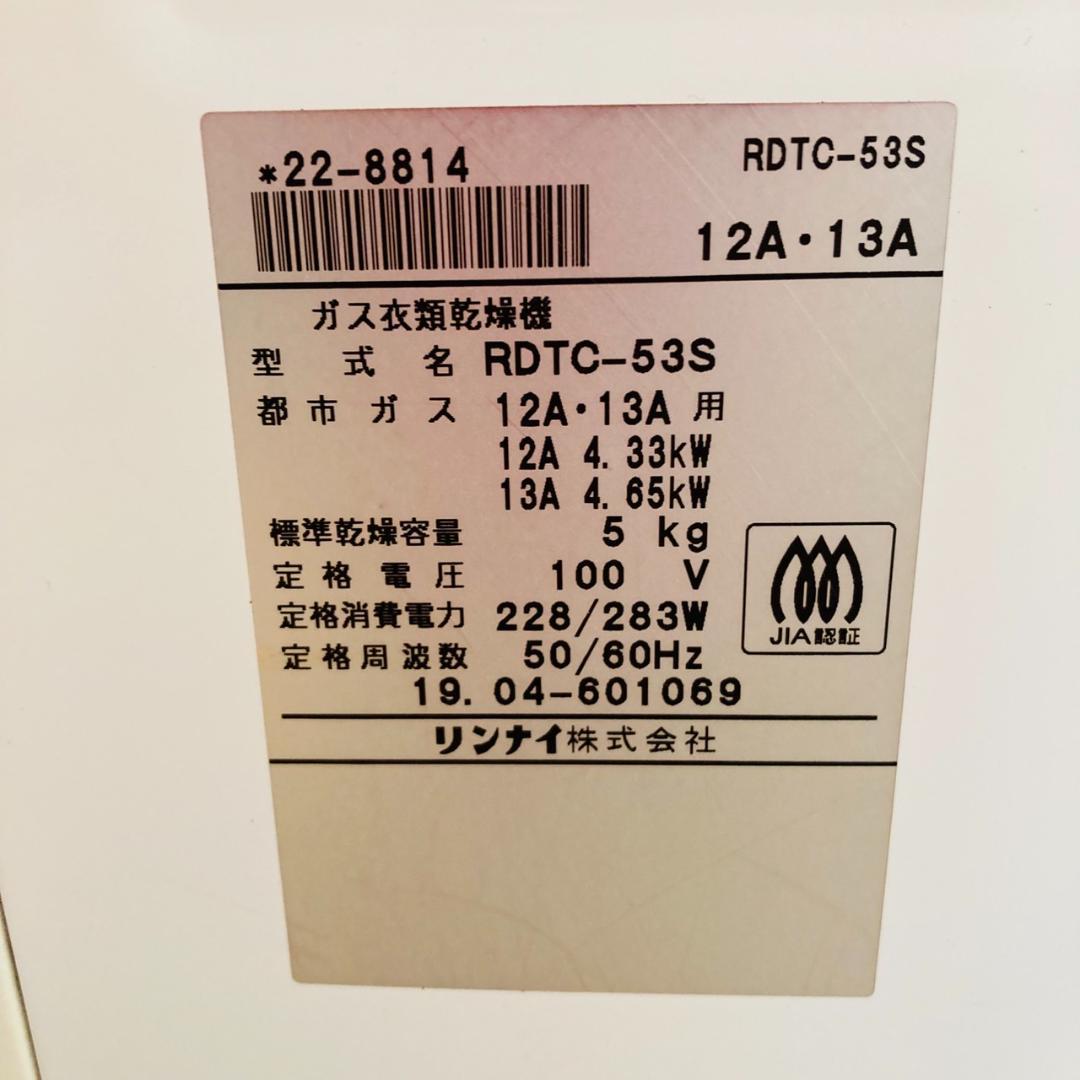 *22-8814
RDTC-53S
12A・13A
ガス衣類乾燥機
型式名 RDTC-53S
都市ガス 12A・13A用
12A 4.33kW
13A 4.65kW
標準乾燥容量 5 kg
定格電圧 100 V
定格消費電力 228/283W
定格周波数 50/60Hz
19.04-601069
JIA認証
リンナイ株式会社